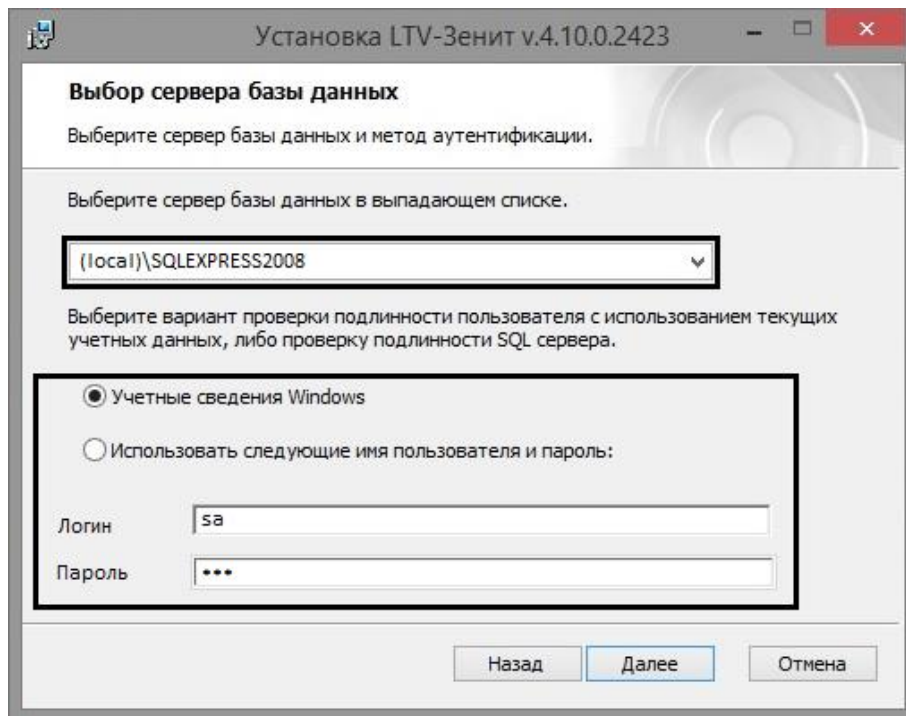 Установка LTV-Зенит v.4.10.0.2423
Выбор сервера базы данных
Выберите сервер базы данных и метод аутентификации.
Выберите сервер базы данных в выпадающем списке.
(local)\SQLEXPRESS2008
Выберите вариант проверки подлинности пользователя с использованием текущих
учетных данных, либо проверку подлинности SQL сервера.
Учетные сведения Windows
Использовать следующие имя пользователя и пароль:
Логин sa
Пароль •••
Назад Далее Отмена